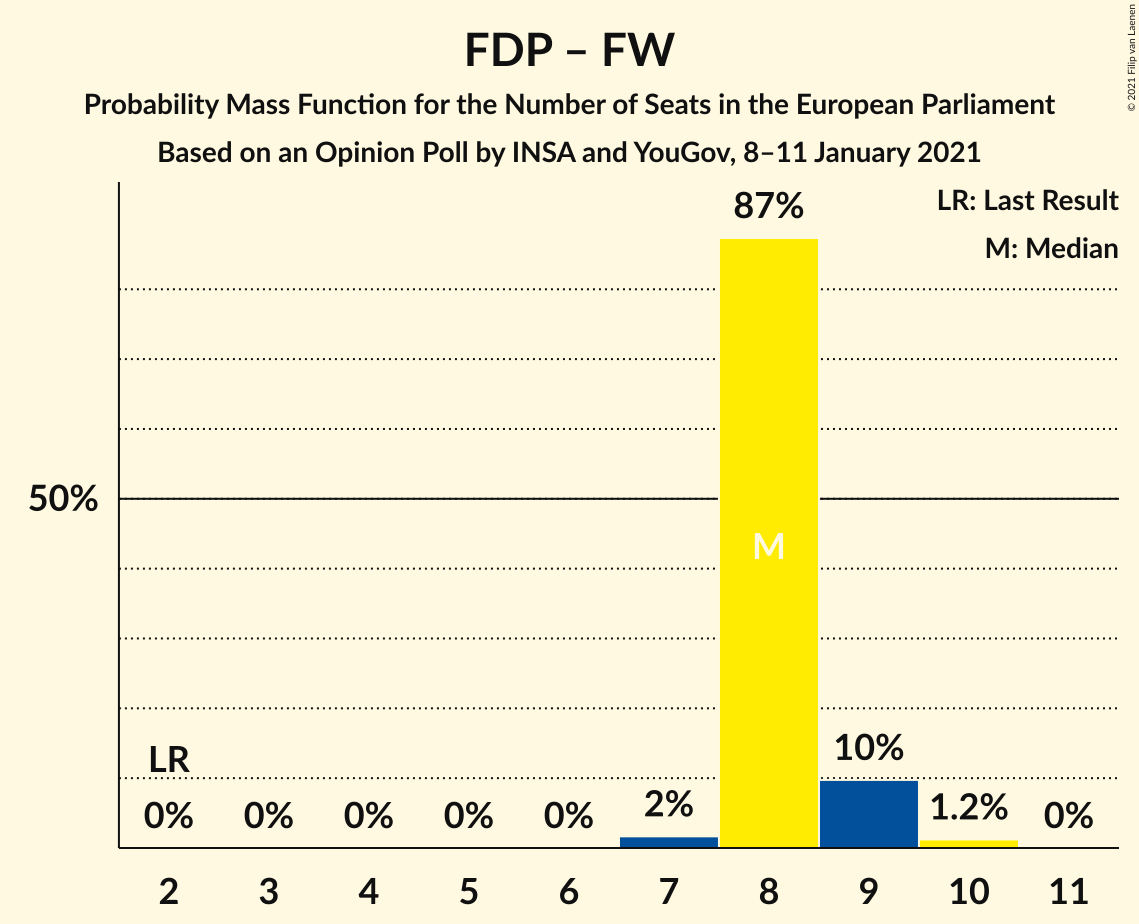 FDP – FW
Probability Mass Function for the Number of Seats in the European Parliament
Based on an Opinion Poll by INSA and YouGov, 8–11 January 2021
© 2021 Filip van Laenen
LR: Last Result
M: Median
87%
50%
M
LR
10%
0% 0% 0% 0% 0% 2% 1.2% 0%
2 3 4 5 6 7 8 9 10 11